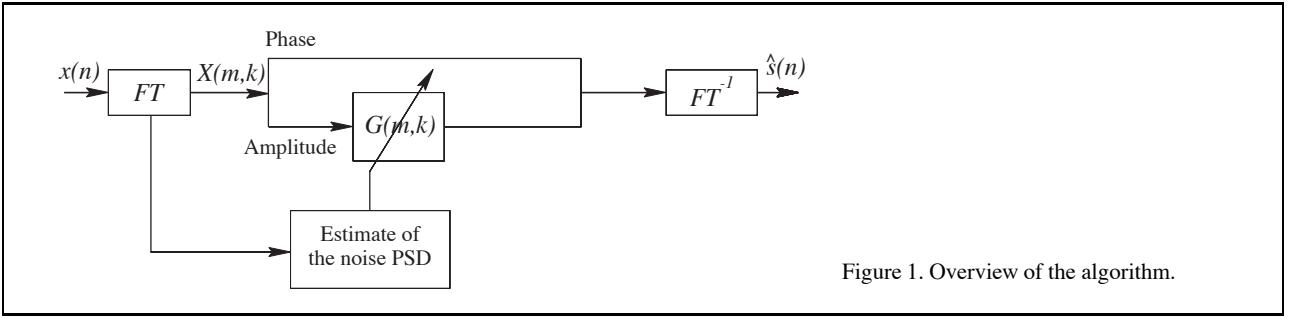 Phase
x(n)
FT
X(m,k)
G(m,k)
Amplitude
FT⁻¹
ŝ(n)
Estimate of
the noise PSD
Figure 1. Overview of the algorithm.